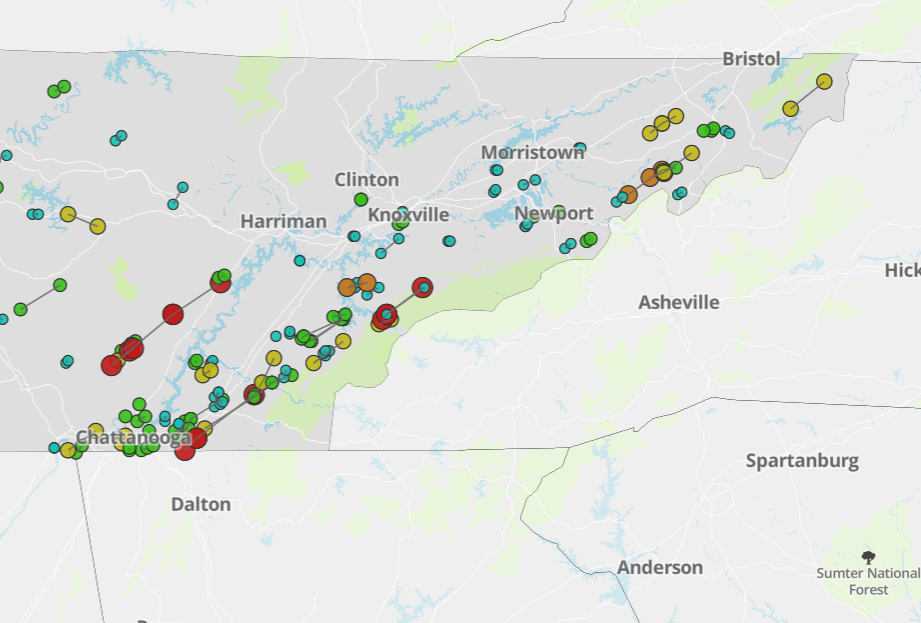 Bristol
Morristown
Clinton
Harriman
Knoxville
Newport
Hick
Asheville
Chattanooga
Spartanburg
Dalton
Anderson
Sumter National
Forest